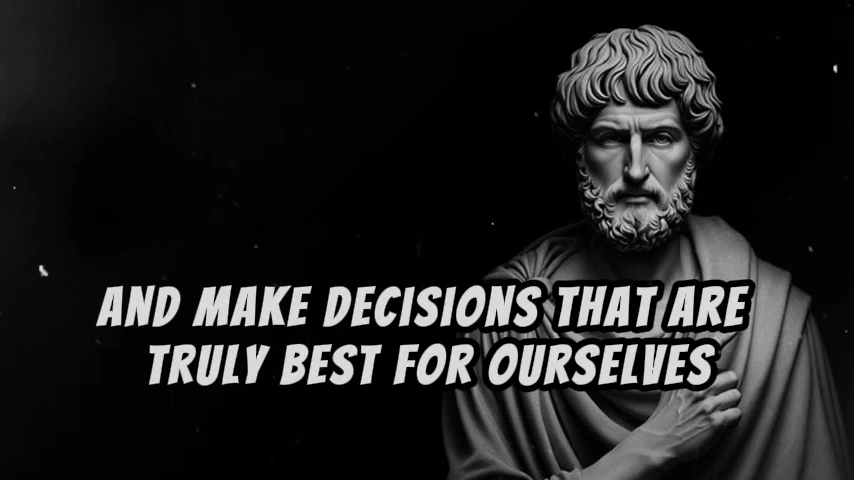 AND MAKE DECISIONS THAT ARE
TRULY BEST FOR OURSELVES